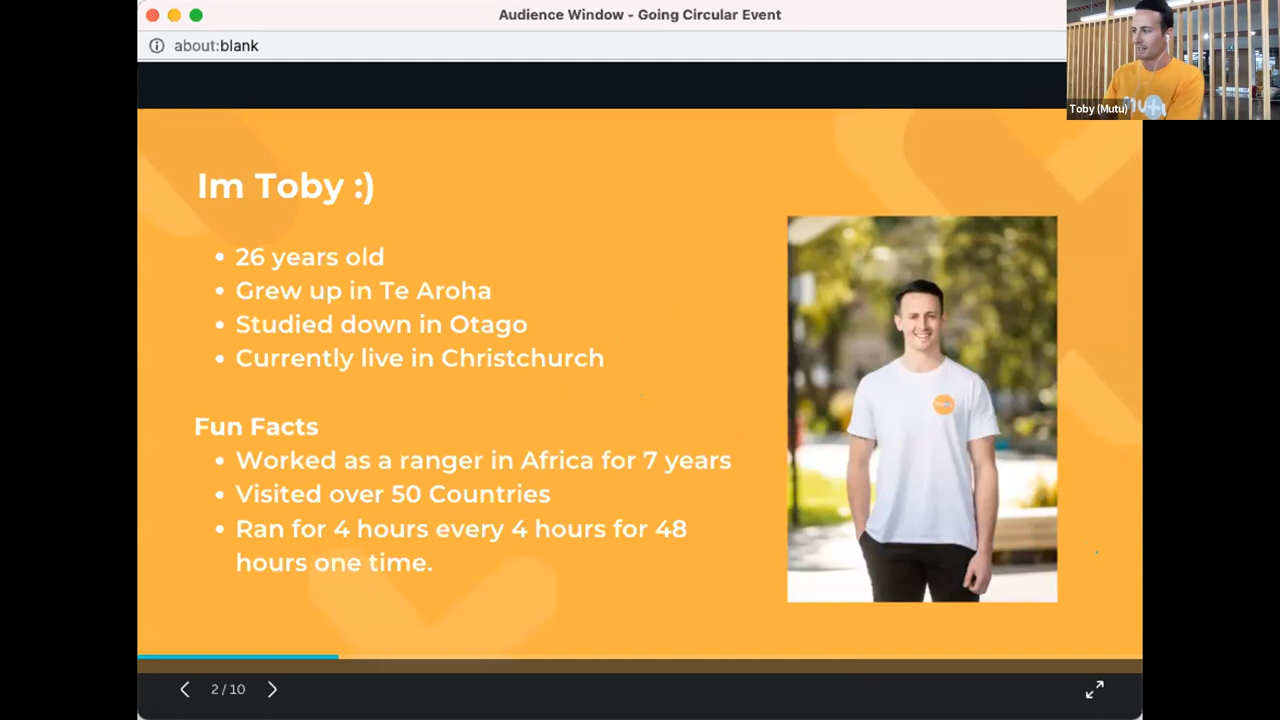 Audience Window - Going Circular Event
about:blank
Toby (Mutu)
Im Toby :)
• 26 years old
• Grew up in Te Aroha
• Studied down in Otago
• Currently live in Christchurch
Fun Facts
• Worked as a ranger in Africa for 7 years
• Visited over 50 Countries
• Ran for 4 hours every 4 hours for 48
hours one time.
2 / 10